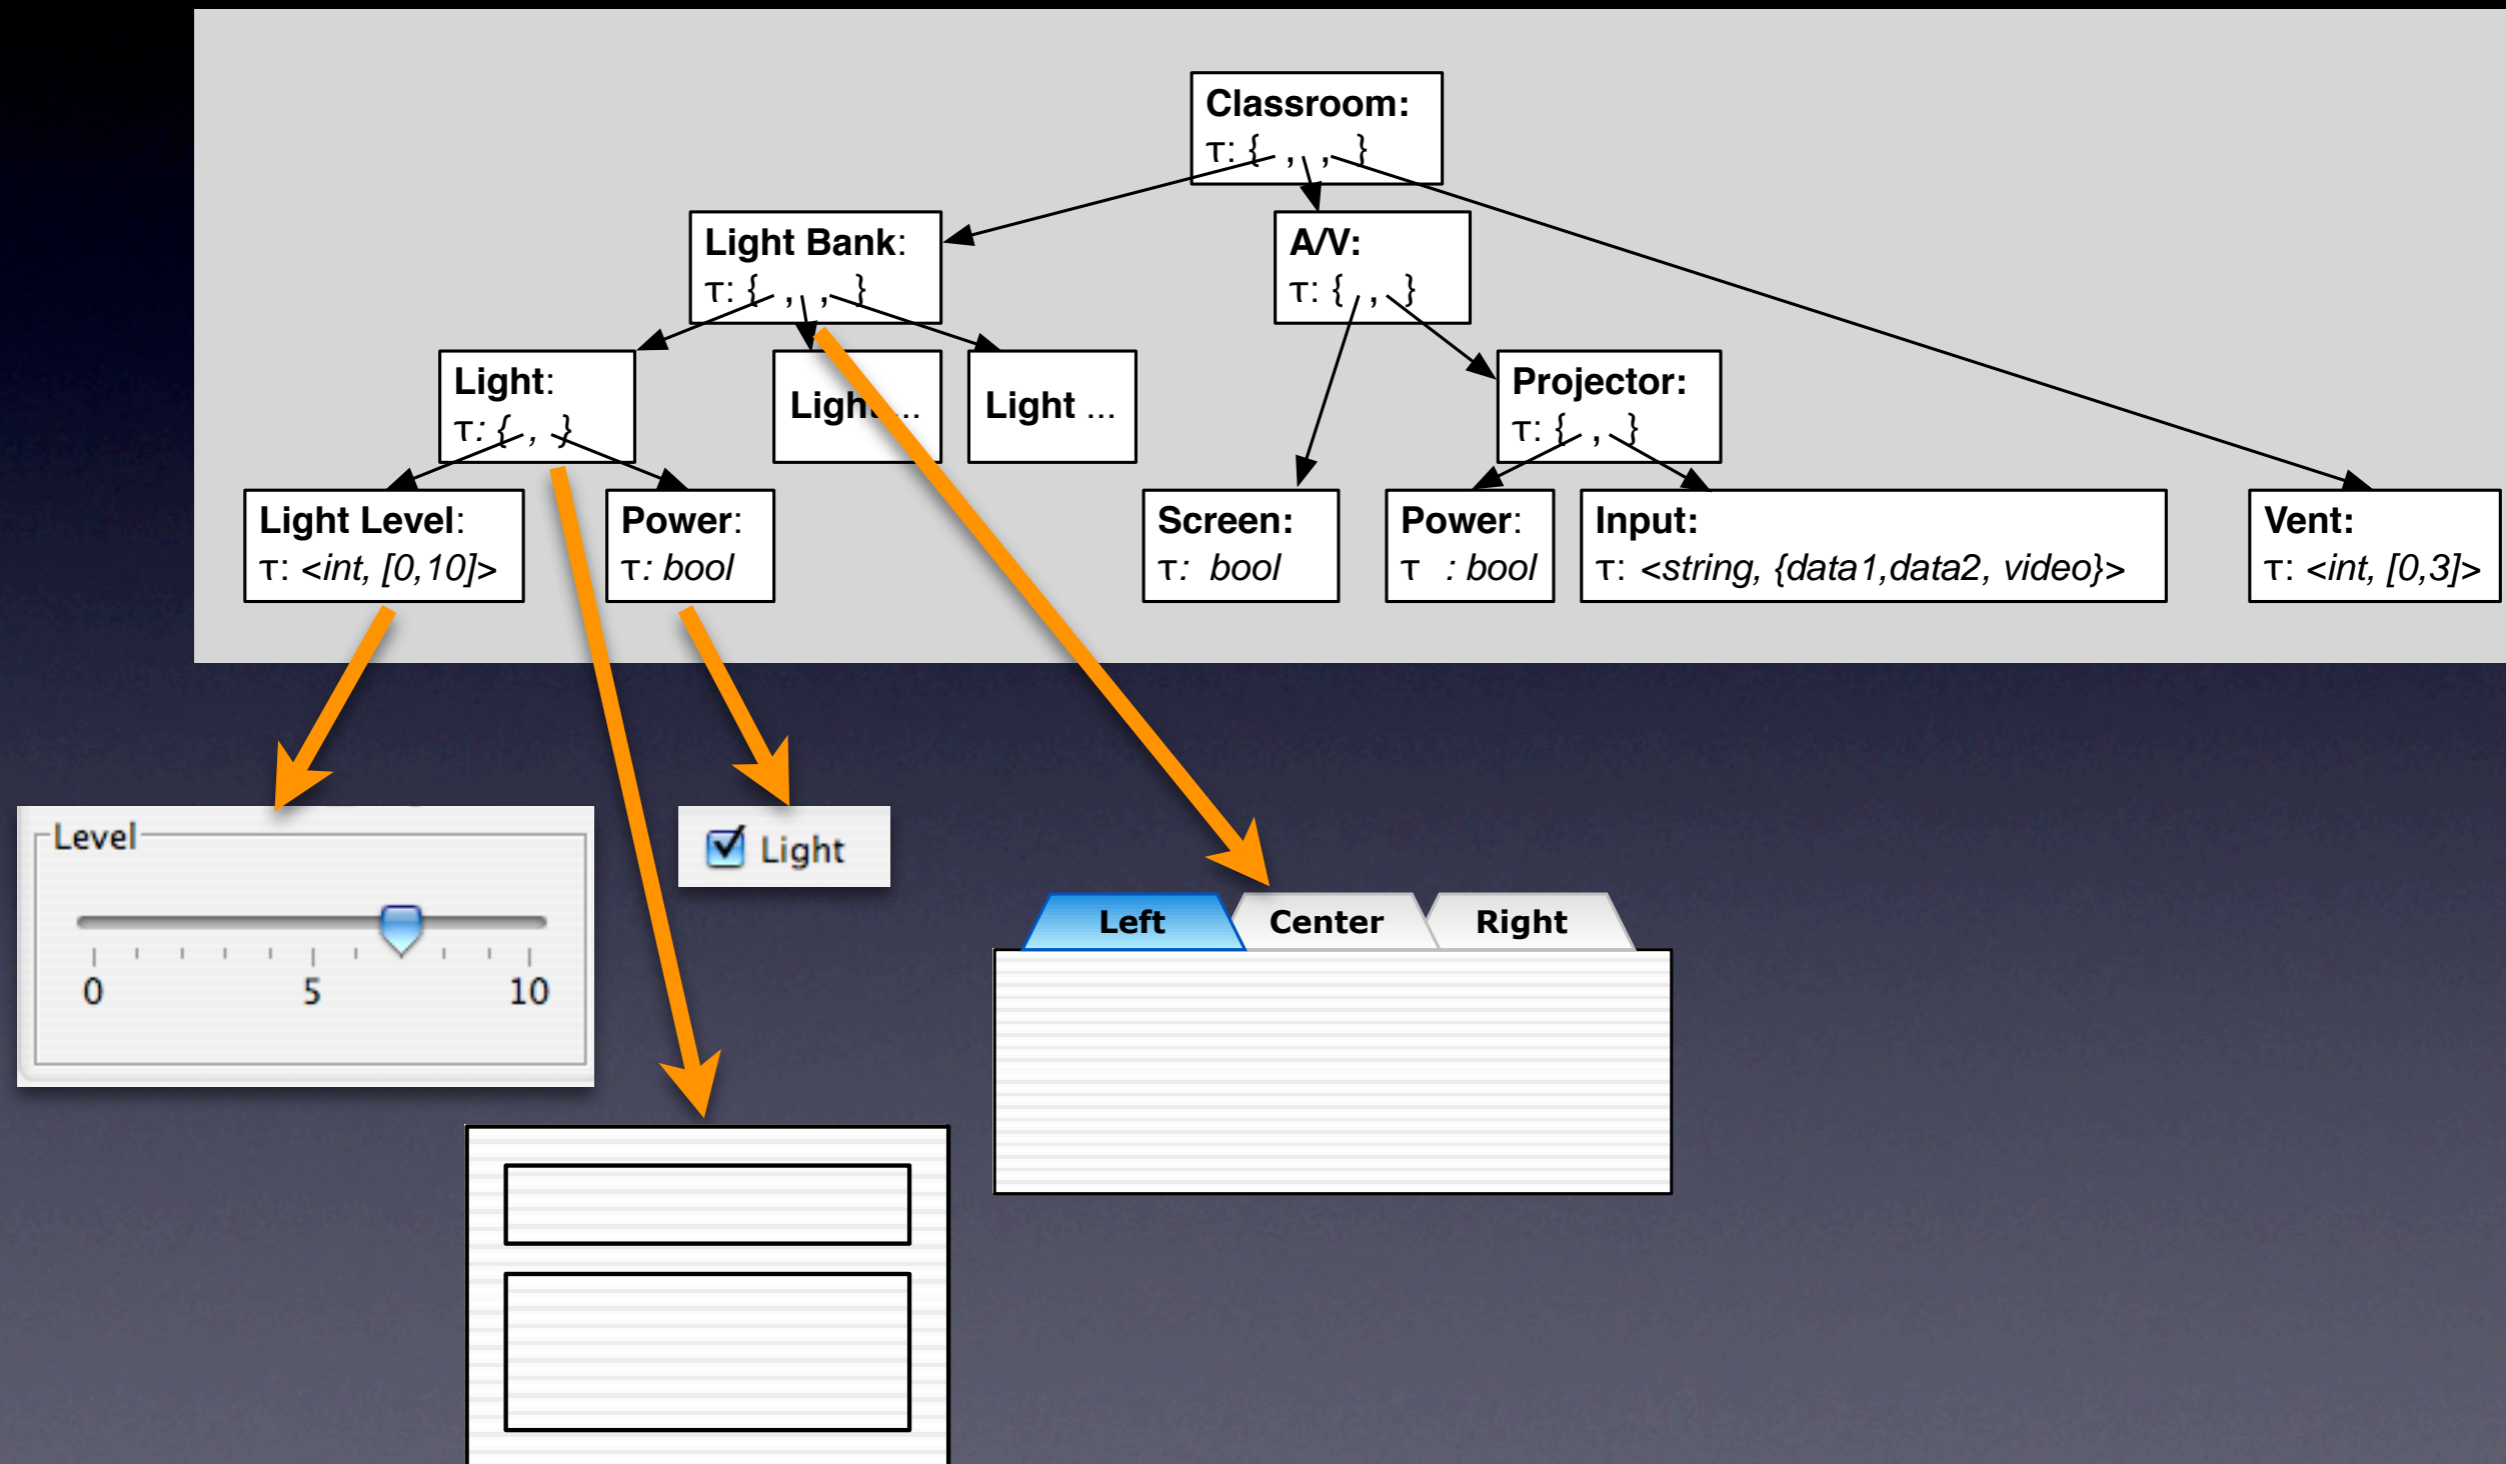 Classroom:
τ: { , , }
Light Bank:
τ: { , , }
A/V:
τ: { , }
Light:
τ: { , }
Light ...
Light ...
Projector:
τ: { , }
Light Level:
τ: <int, [0,10]>
Power:
τ: bool
Screen:
τ: bool
Power:
τ : bool
Input:
τ: <string, {data1,data2, video}>
Vent:
τ: <int, [0,3]>
Level
0 5 10
Light
Left Center Right